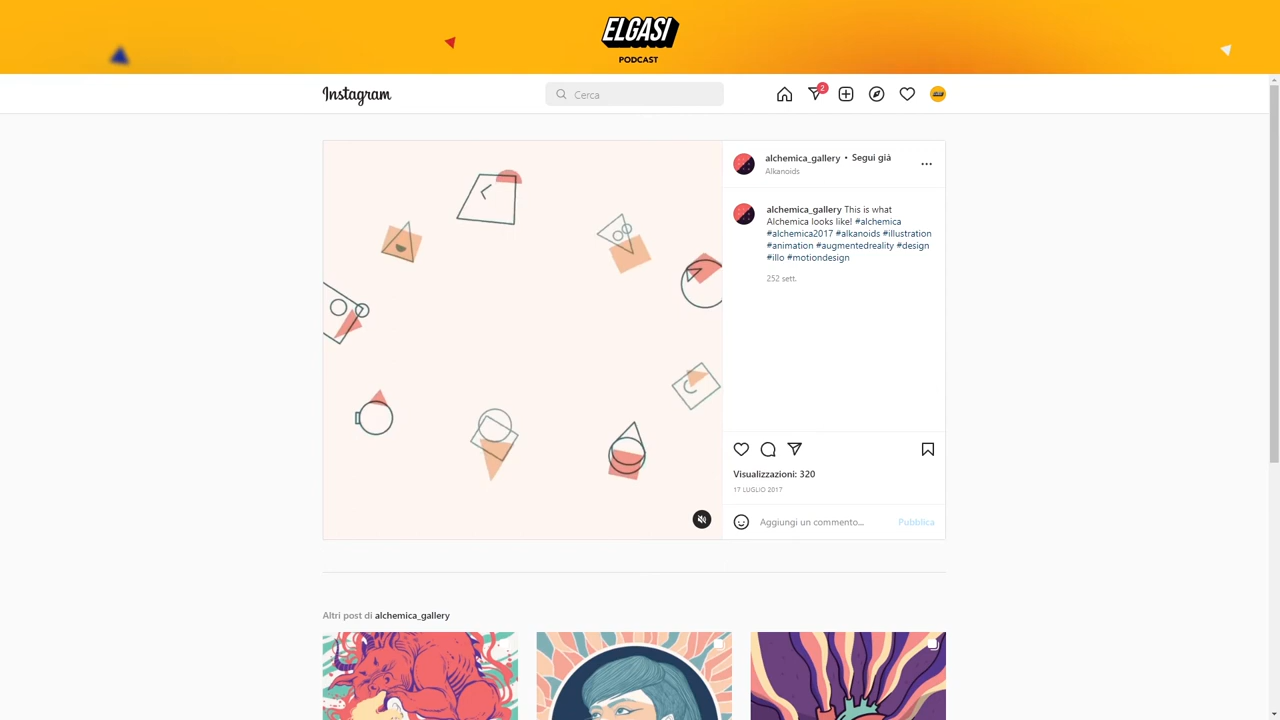 ELGASI
PODCAST
Instagram
Cerca
2
alchemica_gallery • Segui già
Alkanoids
alchemica_gallery This is what
Alchemica looks like! #alchemica
#alchemica2017 #alkanoids #illustration
#animation #augmentedreality #design
#illo #motiondesign
252 sett.
Visualizzazioni: 320
17 LUGLIO 2017
Aggiungi un commento... Pubblica
Altri post di alchemica_gallery